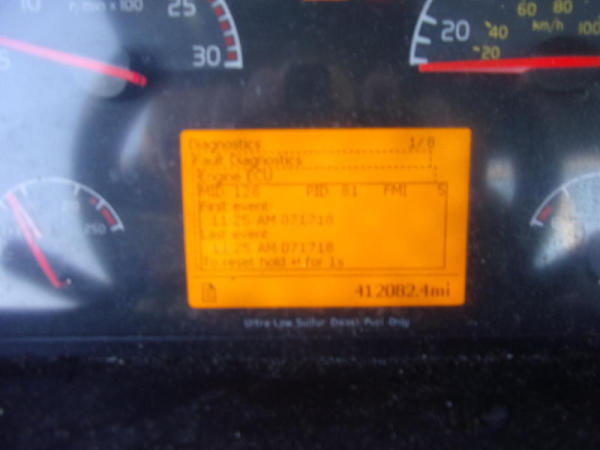 10 r/min x100 25
30
20
20 40 60 80 100
km/h
Diagnostics 1/8
Fault Diagnostics
Engine ECU
MID 128 PID 81 FMI 5
First event:
11:25 AM 071718
Last event:
11:25 AM 071718
To reset hold ↵ for 1s
412082.4mi
250
Ultra Low Sulfur Diesel Fuel Only